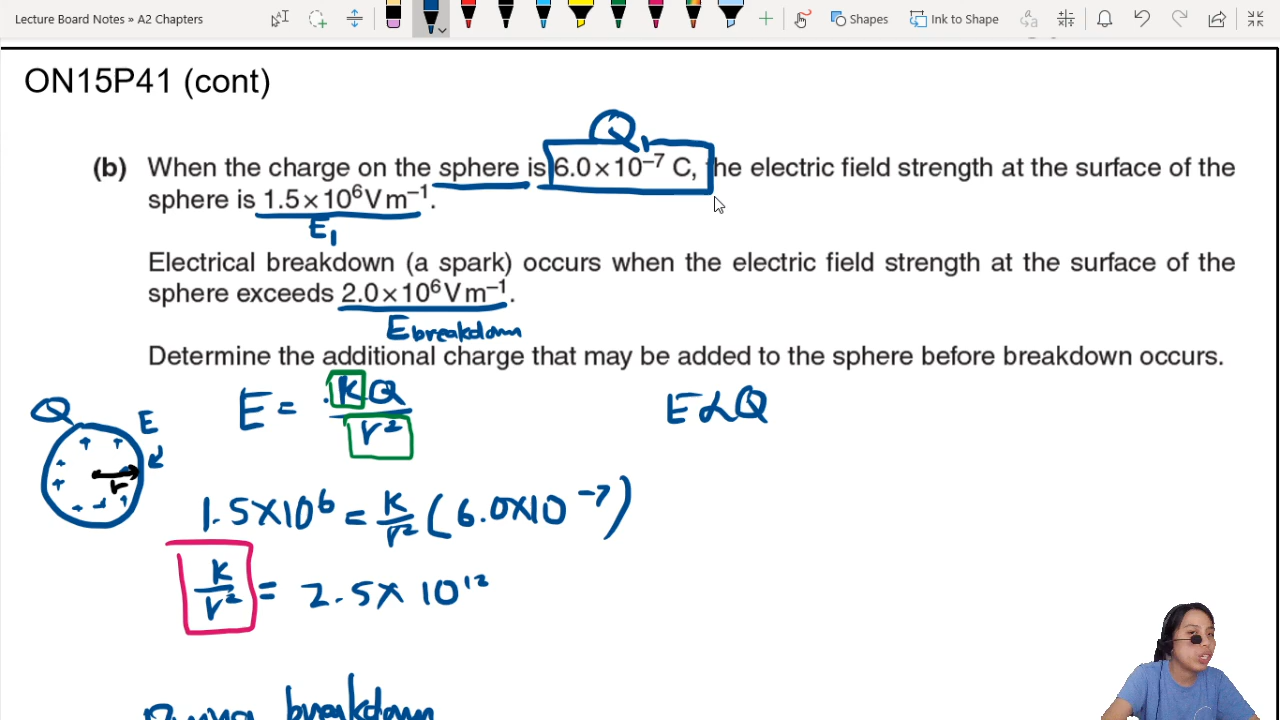 Lecture Board Notes » A2 Chapters
Shapes
Ink to Shape
ON15P41 (cont)
Q1
(b) When the charge on the sphere is 6.0×10⁻⁷ C, the electric field strength at the surface of the
sphere is 1.5×10⁶ V m⁻¹.
E1
Electrical breakdown (a spark) occurs when the electric field strength at the surface of the
sphere exceeds 2.0×10⁶ V m⁻¹.
Ebreakdown
Determine the additional charge that may be added to the sphere before breakdown occurs.
Q E r
E = kQ / r²
E∝Q
1.5×10⁶ = k/r² (6.0×10⁻⁷)
k/r² = 2.5×10¹²
breakdown